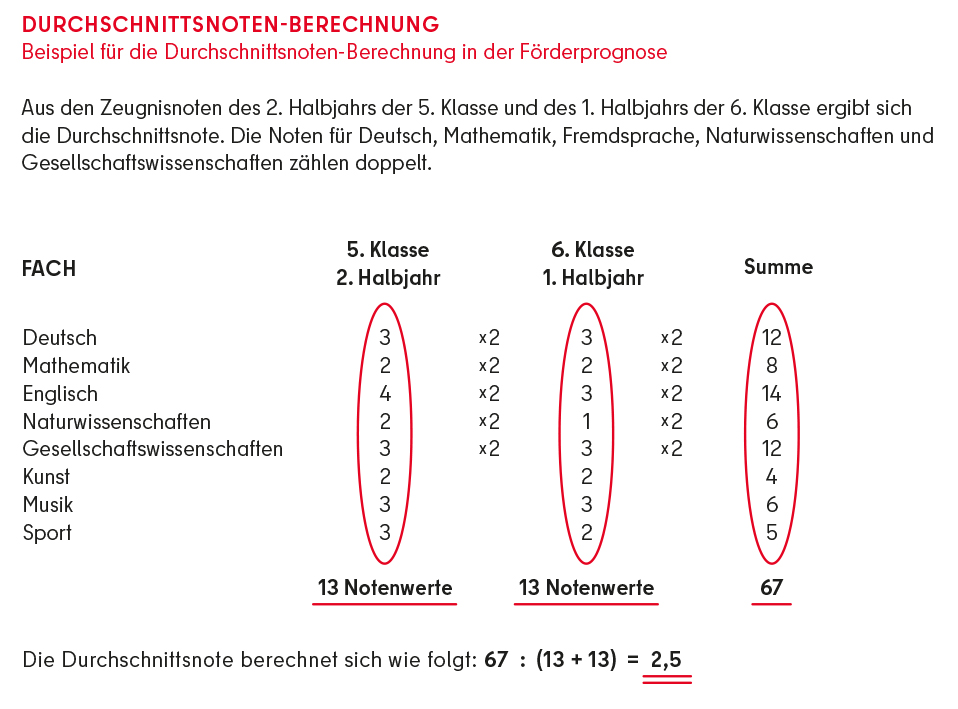 DURCHSCHNITTSNOTEN-BERECHNUNG
Beispiel für die Durchschnittsnoten-Berechnung in der Förderprognose
Aus den Zeugnisnoten des 2. Halbjahrs der 5. Klasse und des 1. Halbjahrs der 6. Klasse ergibt sich
die Durchschnittsnote. Die Noten für Deutsch, Mathematik, Fremdsprache, Naturwissenschaften und
Gesellschaftswissenschaften zählen doppelt.
FACH 5. Klasse 2. Halbjahr 6. Klasse 1. Halbjahr Summe
Deutsch 3 x2 3 x2 12
Mathematik 2 x2 2 x2 8
Englisch 4 x2 3 x2 14
Naturwissenschaften 2 x2 1 x2 6
Gesellschaftswissenschaften 3 x2 3 x2 12
Kunst 2 2 4
Musik 3 3 6
Sport 3 2 5
13 Notenwerte 13 Notenwerte 67
Die Durchschnittsnote berechnet sich wie folgt: 67 : (13 + 13) = 2,5